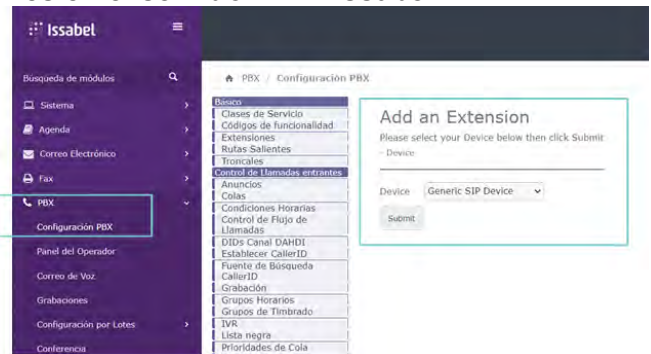 Issabel
Búsqueda de módulos
Sistema
Agenda
Correo Electrónico
Fax
PBX
Configuración PBX
Panel del Operador
Correo de Voz
Grabaciones
Configuración por Lotes
Conferencia
PBX / Configuración PBX
Básico
Clases de Servicio
Códigos de funcionalidad
Extensiones
Rutas Salientes
Troncales
Control de Llamadas entrantes
Anuncios
Colas
Condiciones Horarias
Control de Flujo de
Llamadas
DIDs Canal DAHDI
Establecer CallerID
Fuente de Búsqueda
CallerID
Grabación
Grupos Horarios
Grupos de Timbrado
IVR
Lista negra
Prioridades de Cola
Add an Extension
Please select your Device below then click Submit
- Device
Device Generic SIP Device
Submit